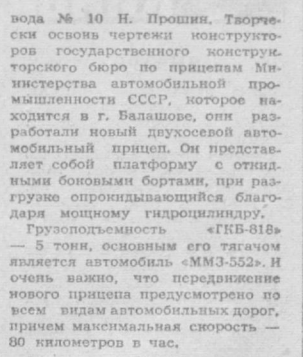 вода № 10 Н. Прошин. Творче-
ски освоив чертежи конструкто-
ров государственного конструк-
торского бюро по прицепам Ми-
нистерства автомобильной про-
мышленности СССР, которое на-
ходится в г. Балашове, они раз-
работали новый двухосевой авто-
мобильный прицеп. Он представ-
ляет собой платформу с откид-
ными боковыми бортами, при раз-
грузке опрокидывающийся благо-
даря мощному гидроцилиндру.
Грузоподъемность «ГКБ-818»
— 5 тонн, основным его тягачом
является автомобиль «ММЗ-552». И
очень важно, что передвижение
нового прицепа предусмотрено по
всем видам автомобильных дорог,
причем максимальная скорость —
80 километров в час.